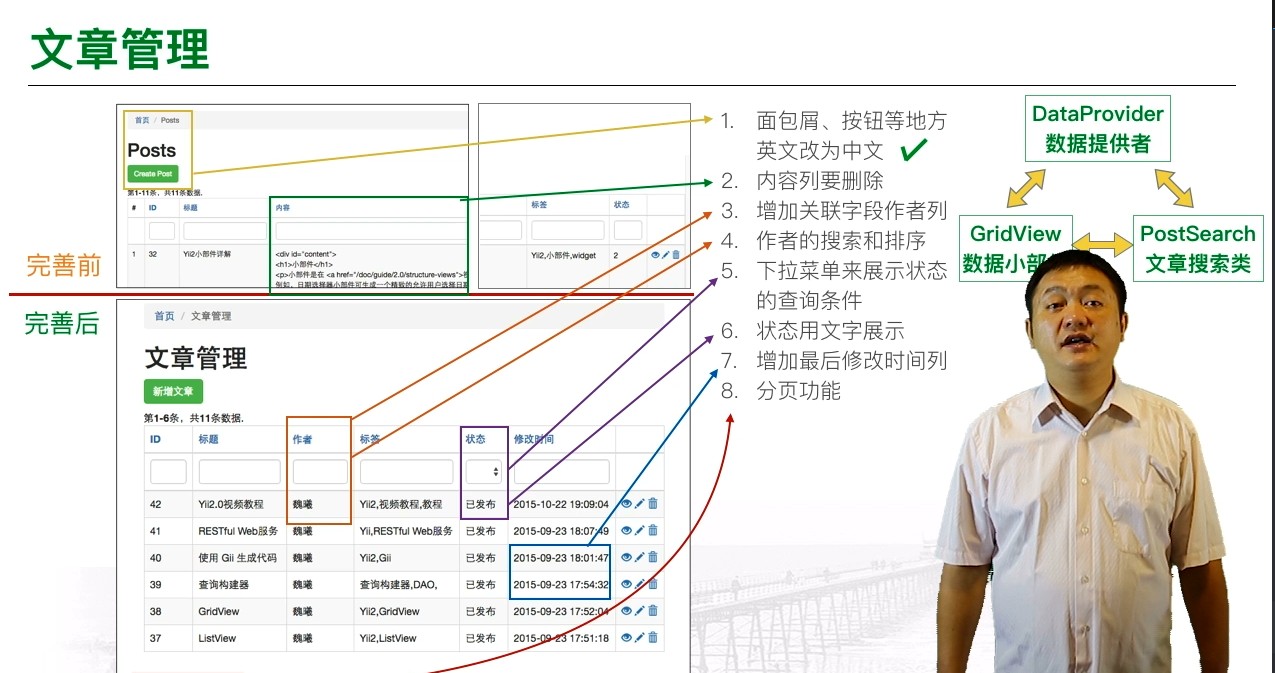 文章管理
首页 / Posts
Posts
Create Post
第1-11条，共11条数据.
# ID 标题 内容
1 32 Yii2小部件详解 <div id="content">
<h1>小部件</h1>
<p>小部件是在 <a href="/doc/guide/2.0/structure-views">
例如，日期选择器小部件可生成一个精致的允许用户选择日期
标签 状态
Yii2,小部件,widget 2
完善前
完善后
首页 / 文章管理
文章管理
新增文章
第1-6条，共11条数据.
ID 标题 作者 标签 状态 修改时间
42 Yii2.0视频教程 魏曦 Yii2,视频教程,教程 已发布 2015-10-22 19:09:04
41 RESTful Web服务 魏曦 Yii,RESTful Web服务 已发布 2015-09-23 18:07:49
40 使用 Gii 生成代码 魏曦 Yii2,Gii 已发布 2015-09-23 18:01:47
39 查询构建器 魏曦 查询构建器,DAO, 已发布 2015-09-23 17:54:32
38 GridView 魏曦 Yii2,GridView 已发布 2015-09-23 17:52:04
37 ListView 魏曦 Yii2,ListView 已发布 2015-09-23 17:51:18
1. 面包屑、按钮等地方
英文改为中文
2. 内容列要删除
3. 增加关联字段作者列
4. 作者的搜索和排序
5. 下拉菜单来展示状态
的查询条件
6. 状态用文字展示
7. 增加最后修改时间列
8. 分页功能
DataProvider
数据提供者
GridView
数据小部
PostSearch
文章搜索类